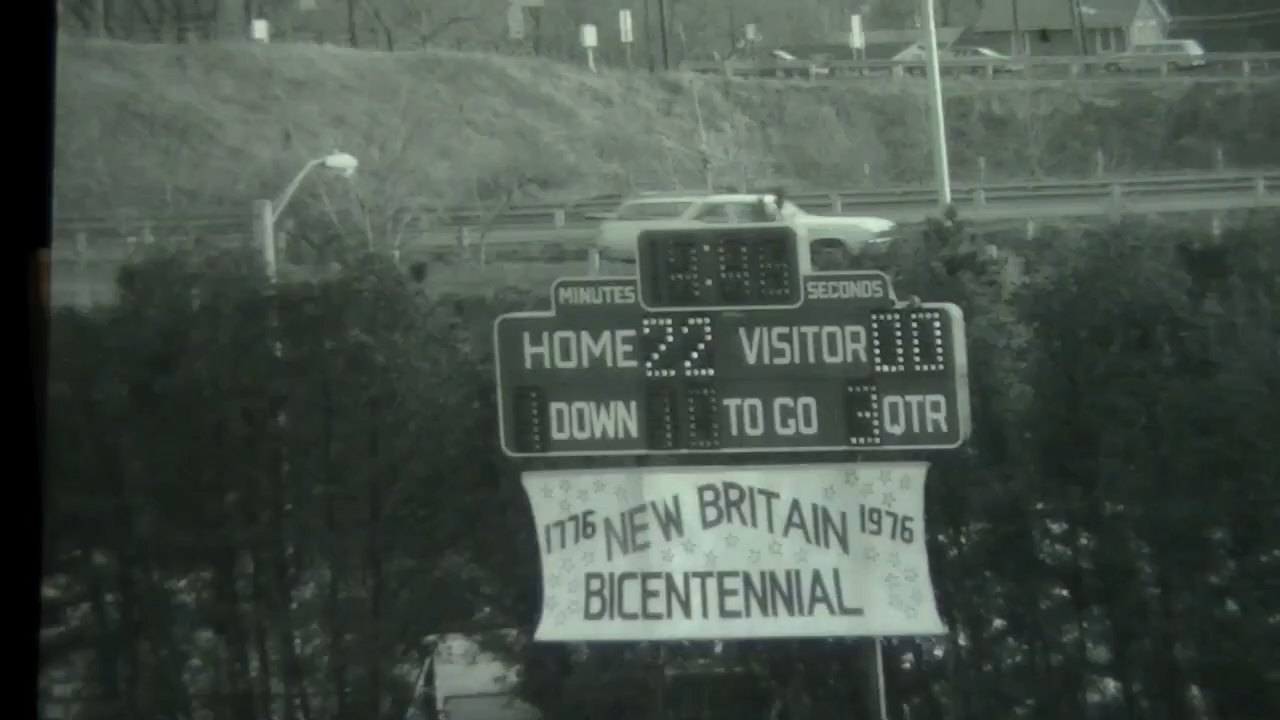 MINUTES SECONDS
HOME 22 VISITOR 00
1 DOWN 10 TO GO 3 QTR
1776 NEW BRITAIN 1976
BICENTENNIAL